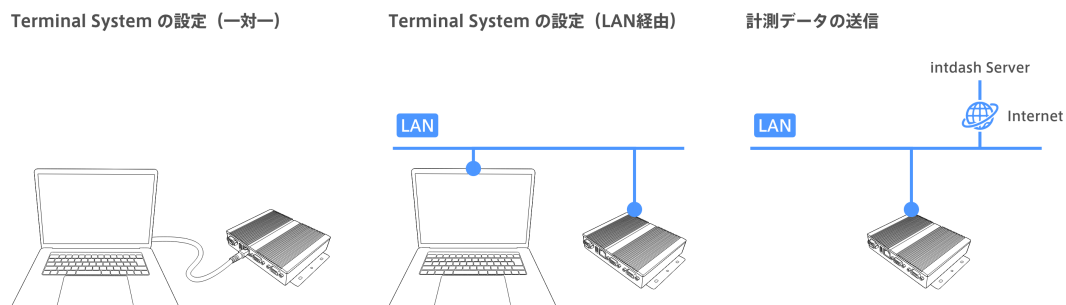 Terminal System の設定（一対一）
Terminal System の設定（LAN経由）
計測データの送信
intdash Server
Internet
LAN
LAN